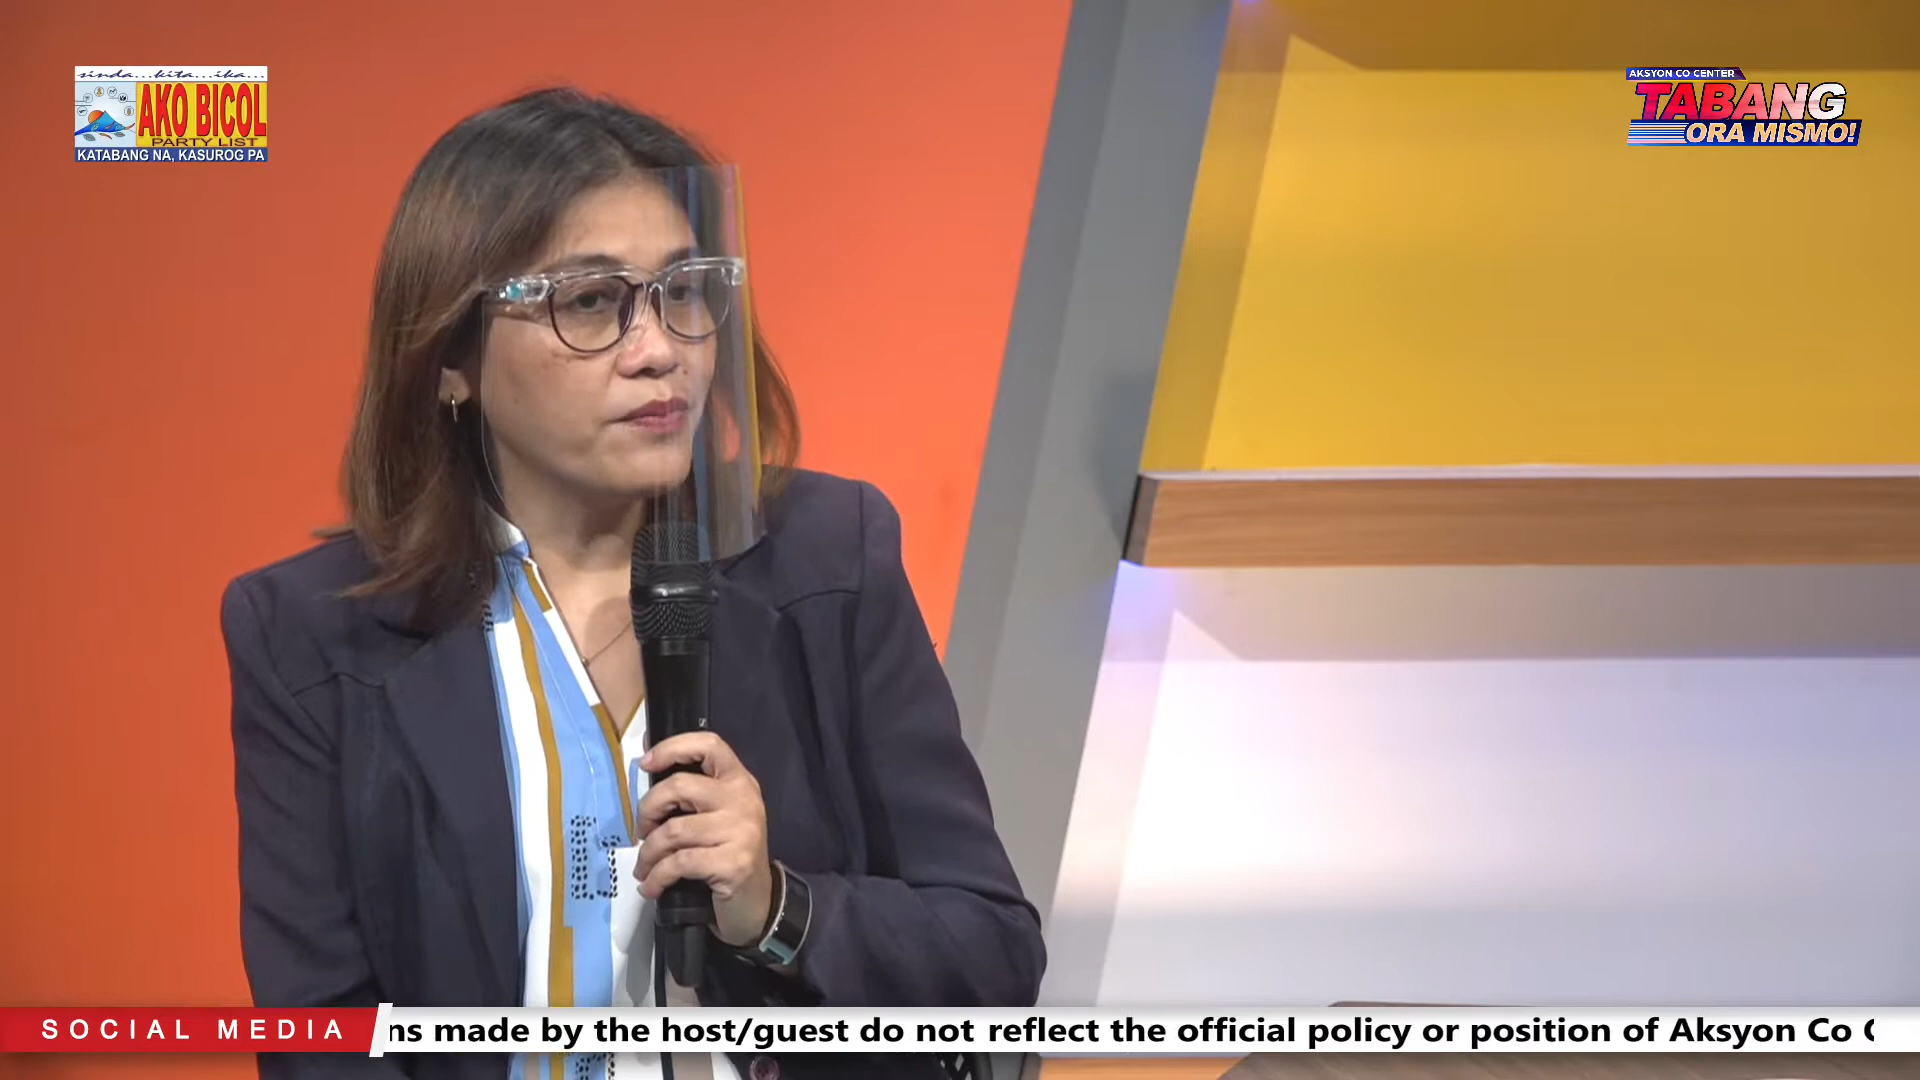 sinda...kita...ika...
AKO BICOL
PARTY LIST
KATABANG NA, KASUROG PA
AKSYON CO CENTER
TABANG
ORA MISMO!
SOCIAL MEDIA
ns made by the host/guest do not reflect the official policy or position of Aksyon Co C